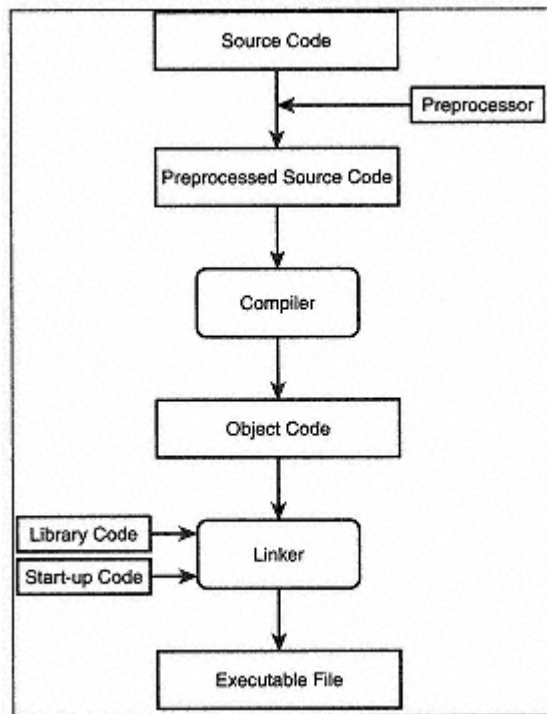 Source Code
Preprocessor
Preprocessed Source Code
Compiler
Object Code
Library Code
Linker
Start-up Code
Executable File